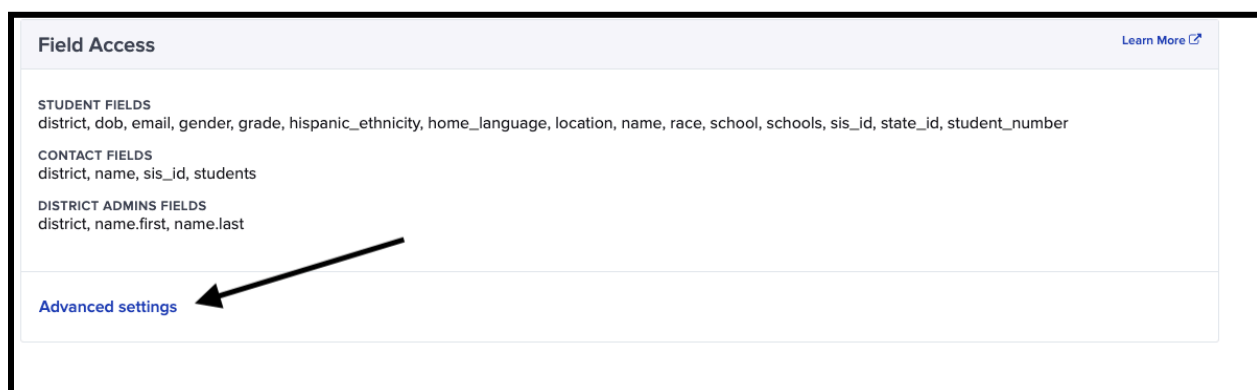 Field Access
Learn More
STUDENT FIELDS
district, dob, email, gender, grade, hispanic_ethnicity, home_language, location, name, race, school, schools, sis_id, state_id, student_number
CONTACT FIELDS
district, name, sis_id, students
DISTRICT ADMINS FIELDS
district, name.first, name.last
Advanced settings